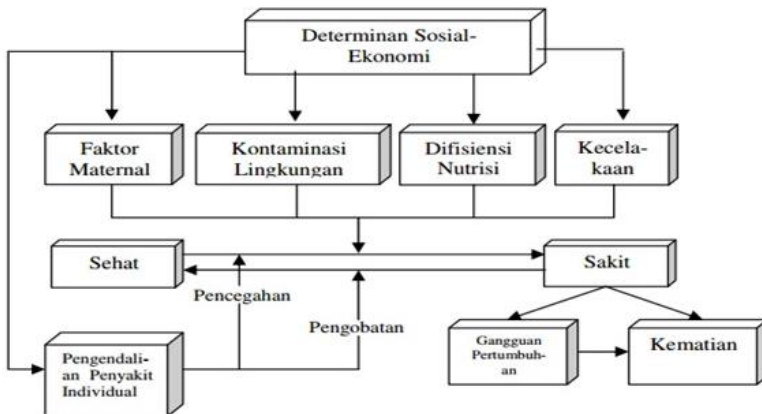 Determinan Sosial-
Ekonomi
Faktor
Maternal
Kontaminasi
Lingkungan
Difisiensi
Nutrisi
Kecela-
kaan
Sehat
Sakit
Pencegahan
Pengobatan
Pengendali-
an Penyakit
Individual
Gangguan
Pertumbuh-
an
Kematian